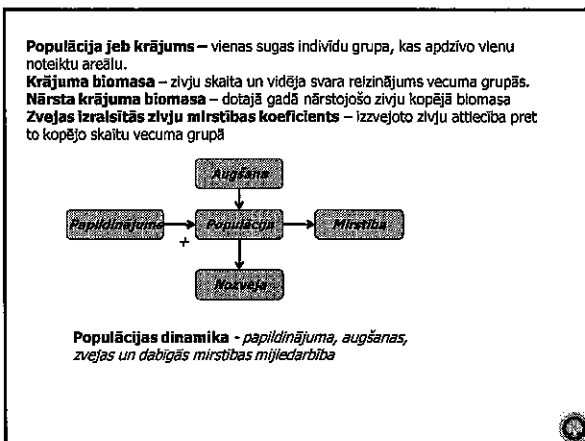 Populācija jeb krājums – vienas sugas indivīdu grupa, kas apdzīvo vienu
noteiktu areālu.
Krājuma biomasa – zivju skaita un vidēja svara reizinājums vecuma grupās.
Nārsta krājuma biomasa – dotajā gadā nārstojošo zivju kopējā biomasa
Zvejas izraisītās zivju mirstības koeficients – izzvejoto zivju attiecība pret
to kopējo skaitu vecuma grupā
Augšana
Papildinājums
+
Populācija
Mirstība
Nozveja
Populācijas dinamika - papildinājuma, augšanas,
zvejas un dabīgās mirstības mijiedarbība